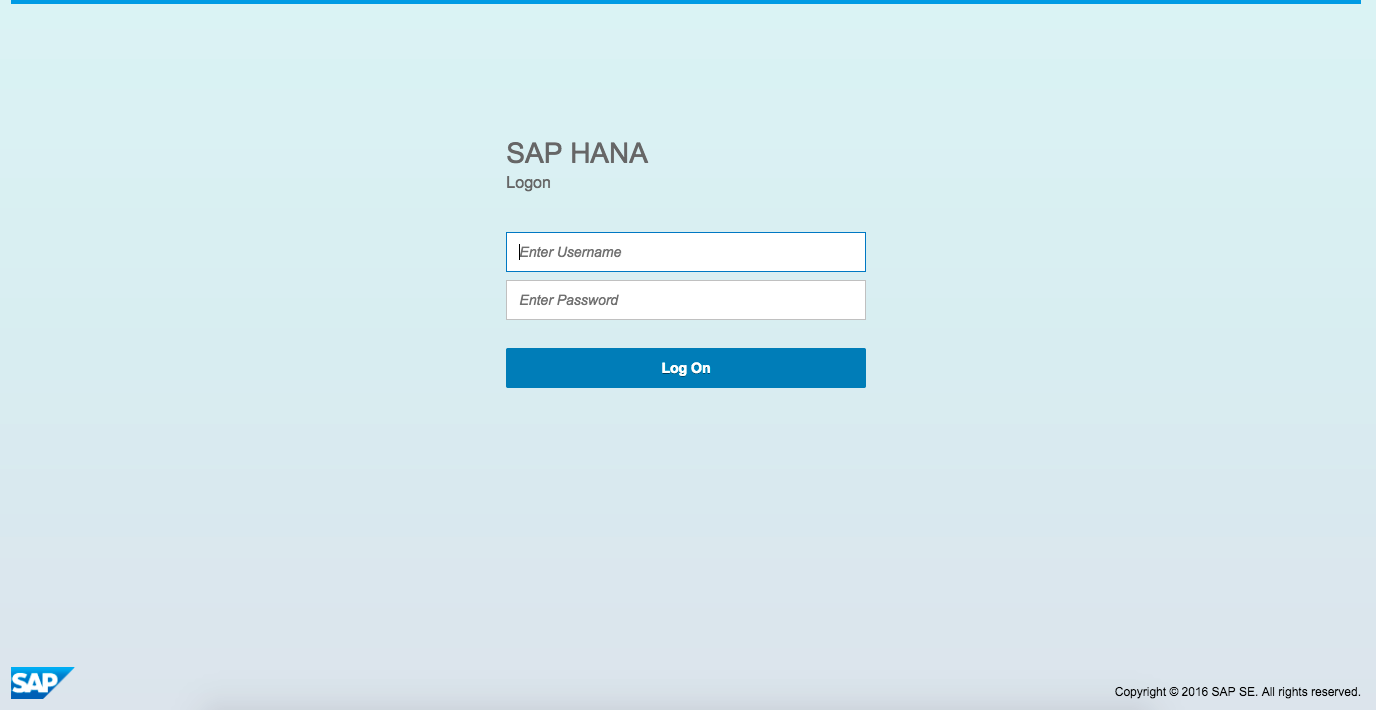 SAP HANA
Logon
Enter Username
Enter Password
Log On
SAP
Copyright © 2016 SAP SE. All rights reserved.